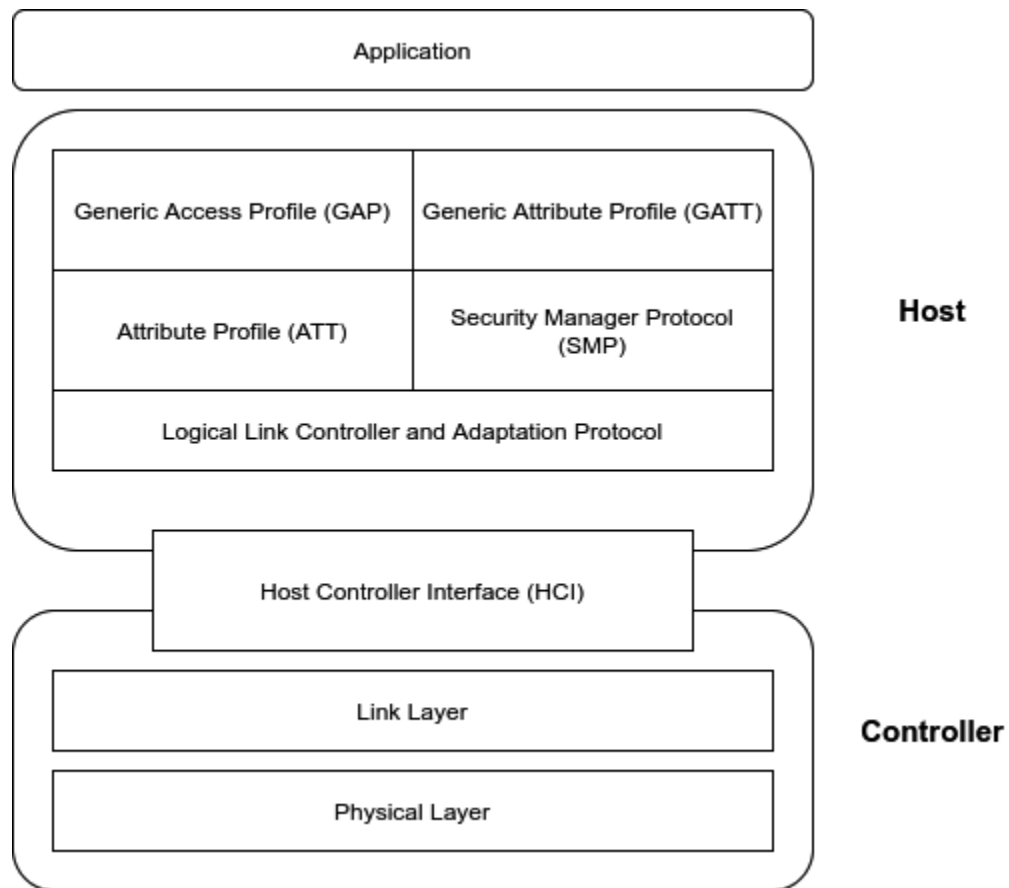 Application
Generic Access Profile (GAP)
Generic Attribute Profile (GATT)
Attribute Profile (ATT)
Security Manager Protocol
(SMP)
Host
Logical Link Controller and Adaptation Protocol
Host Controller Interface (HCI)
Link Layer
Controller
Physical Layer